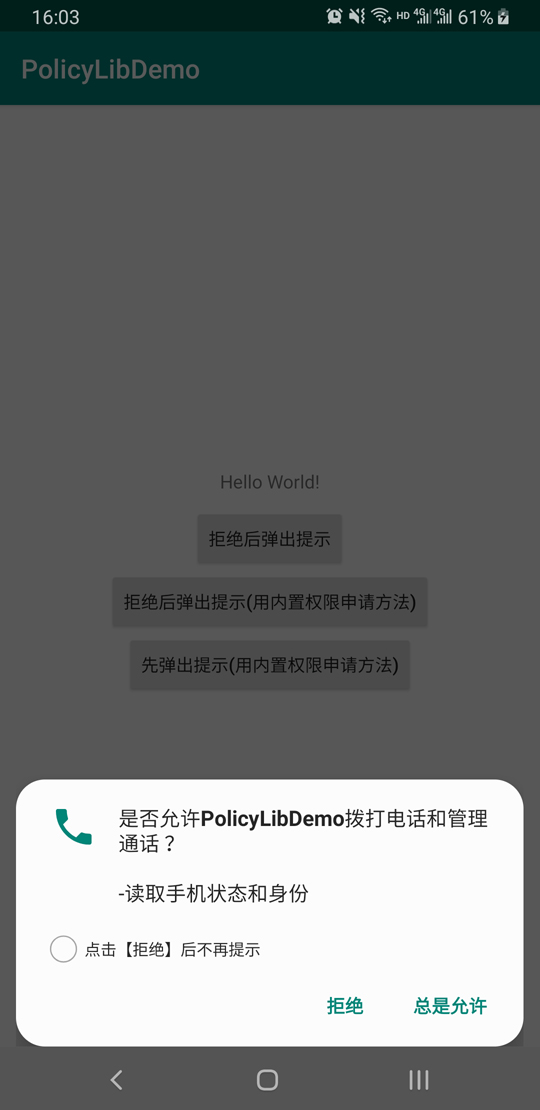 16:03
HD 4G 4G 61%
PolicyLibDemo
Hello World!
拒绝后弹出提示
拒绝后弹出提示(用内置权限申请方法)
先弹出提示(用内置权限申请方法)
是否允许PolicyLibDemo拨打电话和管理
通话？
-读取手机状态和身份
点击【拒绝】后不再提示
拒绝 总是允许